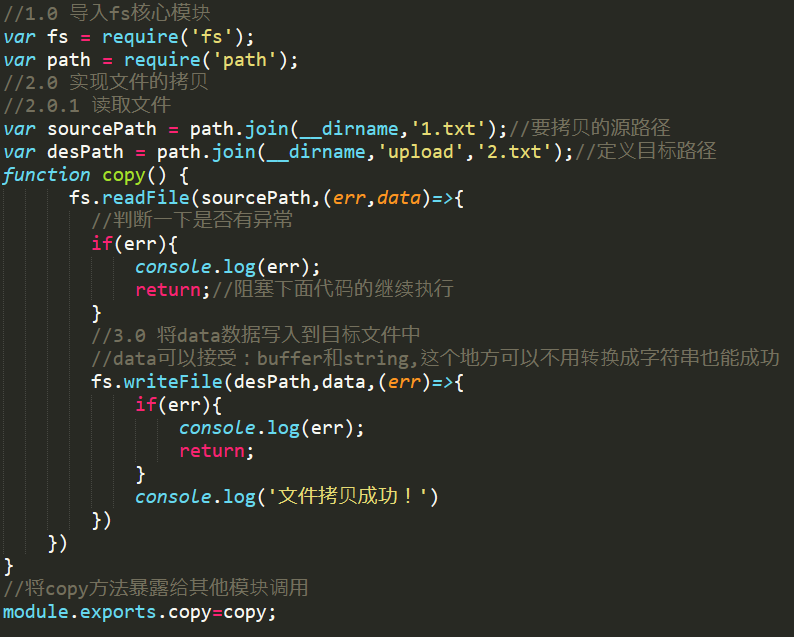 //1.0 导入fs核心模块
var fs = require('fs');
var path = require('path');
//2.0 实现文件的拷贝
//2.0.1 读取文件
var sourcePath = path.join(__dirname,'1.txt');//要拷贝的源路径
var desPath = path.join(__dirname,'upload','2.txt');//定义目标路径
function copy() {
fs.readFile(sourcePath,(err,data)=>{
//判断一下是否有异常
if(err){
console.log(err);
return;//阻塞下面代码的继续执行
}
//3.0 将data数据写入到目标文件中
//data可以接受：buffer和string,这个地方可以不用转换成字符串也能成功
fs.writeFile(desPath,data,(err)=>{
if(err){
console.log(err);
return;
}
console.log('文件拷贝成功！')
})
})
}
//将copy方法暴露给其他模块调用
module.exports.copy=copy;